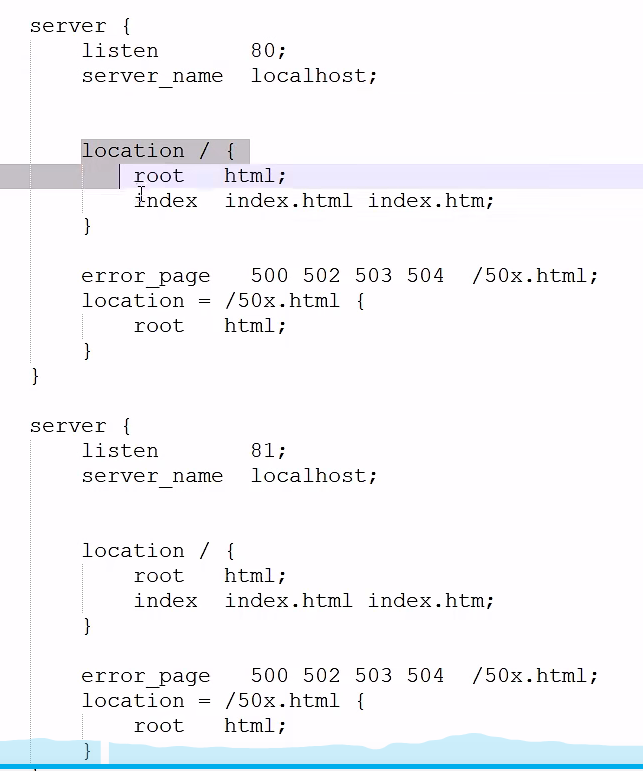 server {
listen 80;
server_name localhost;
location / {
root html;
index index.html index.htm;
}
error_page 500 502 503 504 /50x.html;
location = /50x.html {
root html;
}
}
server {
listen 81;
server_name localhost;
location / {
root html;
index index.html index.htm;
}
error_page 500 502 503 504 /50x.html;
location = /50x.html {
root html;
}